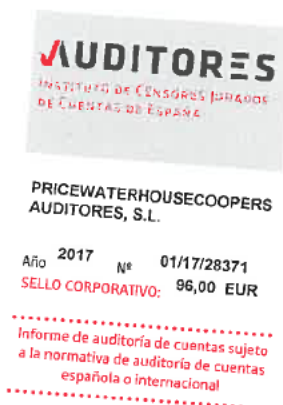 AUDITORES
INSTITUTO DE CENSORES JURADOS
DE CUENTAS DE ESPAÑA
PRICEWATERHOUSECOOPERS
AUDITORES, S.L.
Año 2017 Nº 01/17/28371
SELLO CORPORATIVO: 96,00 EUR
Informe de auditoría de cuentas sujeto
a la normativa de auditoría de cuentas
española o internacional